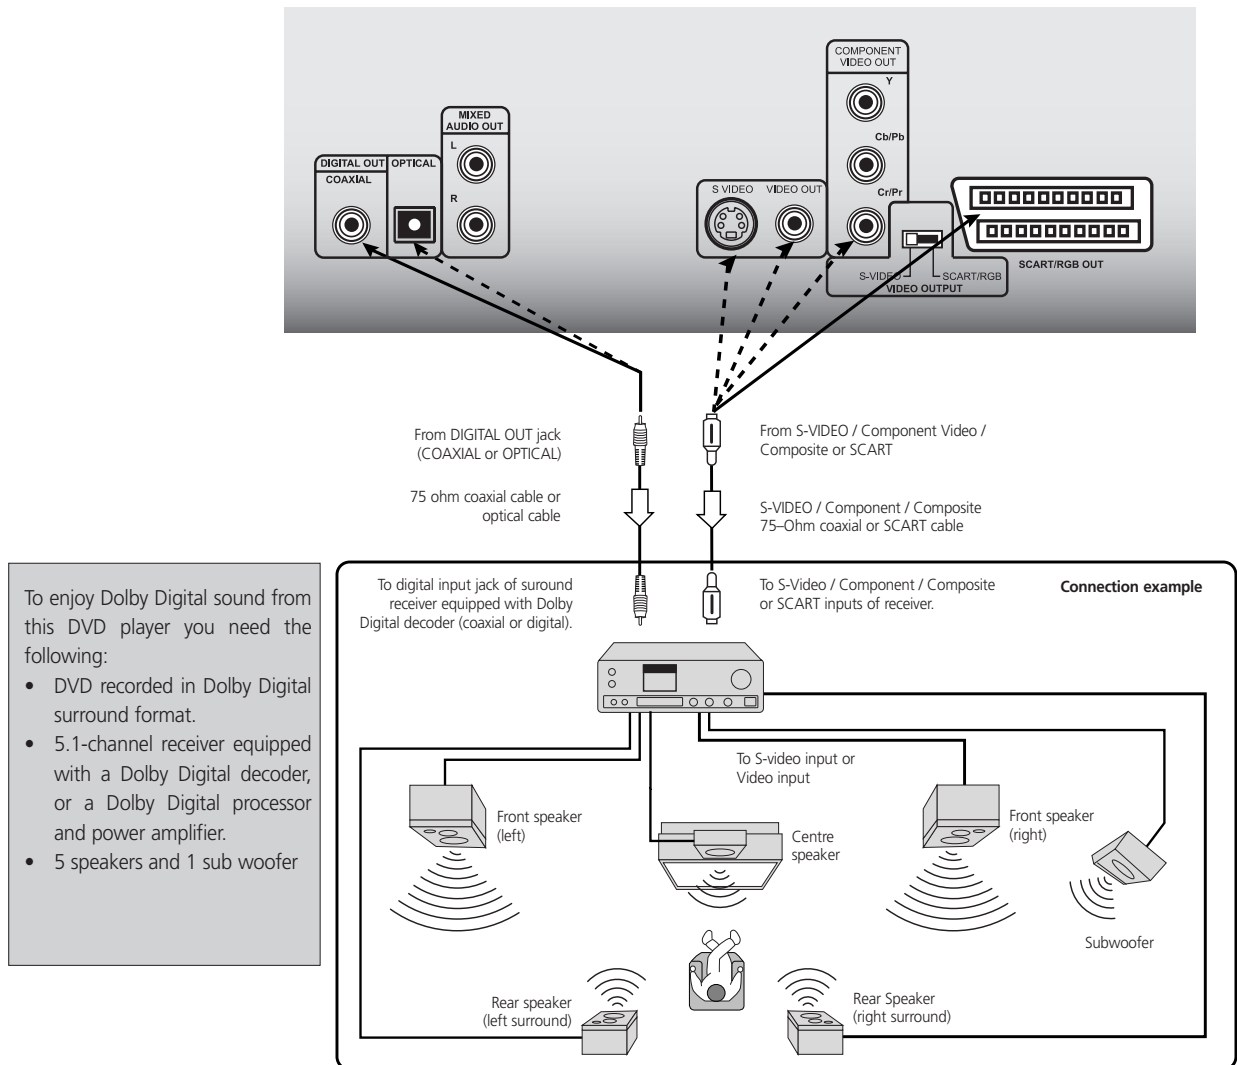 COMPONENT
VIDEO OUT
Y
Cb/Pb
Cr/Pr
MIXED
AUDIO OUT
L
R
DIGITAL OUT
OPTICAL
COAXIAL
S VIDEO
VIDEO OUT
S-VIDEO
SCART/RGB
VIDEO OUTPUT
SCART/RGB OUT
From DIGITAL OUT jack
(COAXIAL or OPTICAL)
75 ohm coaxial cable or
optical cable
From S-VIDEO / Component Video /
Composite or SCART
S-VIDEO / Component / Composite
75–Ohm coaxial or SCART cable
To enjoy Dolby Digital sound from
this DVD player you need the
following:
• DVD recorded in Dolby Digital
surround format.
• 5.1-channel receiver equipped
with a Dolby Digital decoder,
or a Dolby Digital processor
and power amplifier.
• 5 speakers and 1 sub woofer
To digital input jack of suround
receiver equipped with Dolby
Digital decoder (coaxial or digital).
To S-Video / Component / Composite
or SCART inputs of receiver.
Connection example
To S-video input or
Video input
Front speaker
(left)
Centre
speaker
Front speaker
(right)
Subwoofer
Rear speaker
(left surround)
Rear Speaker
(right surround)